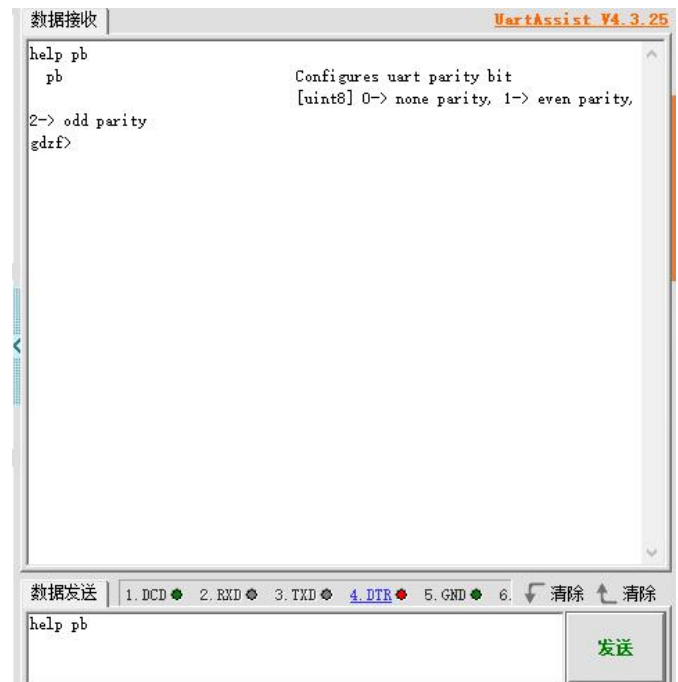 数据接收 UartAssist V4.3.25
help pb
pb Configures uart parity bit
[uint8] 0-> none parity, 1-> even parity,
2-> odd parity
gdzf>
数据发送 1.DCD 2.RXD 3.TXD 4.DTR 5.GND 6. 清除 清除
help pb
发送